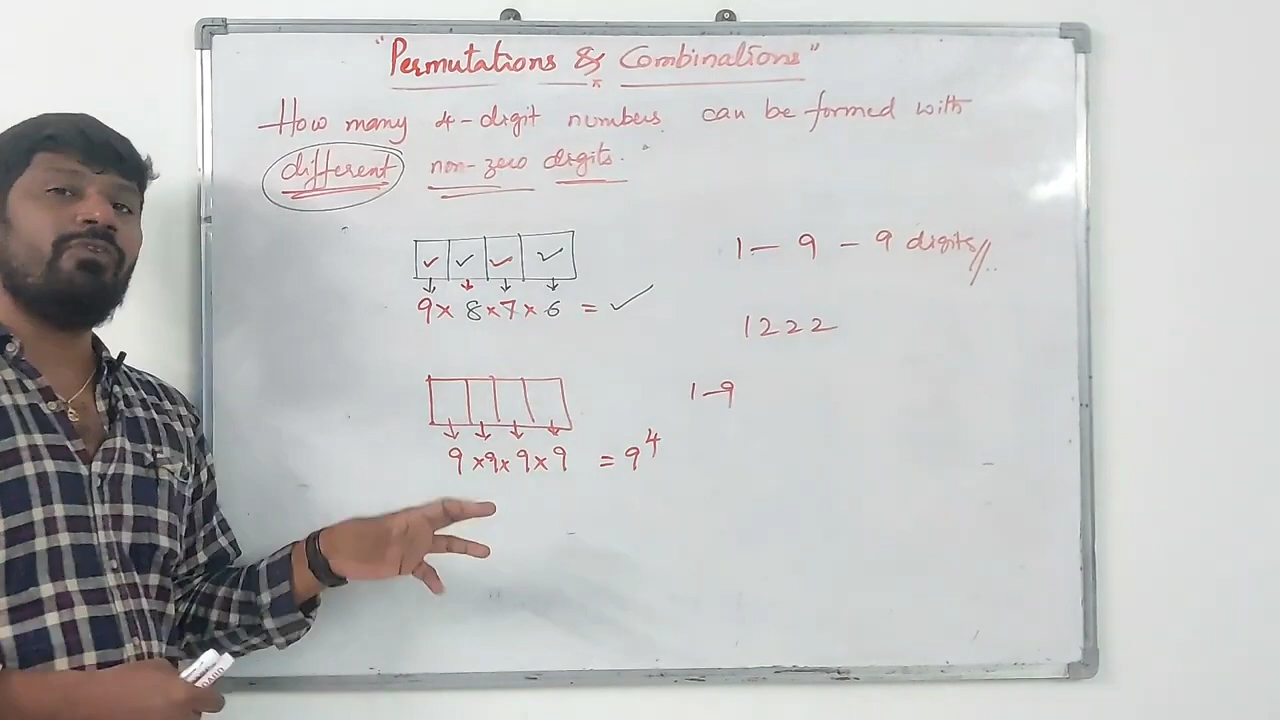 "Permutations & Combinations"
How many 4-digit numbers can be formed with
different non-zero digits.
1 - 9 - 9 digits//
9 × 8 × 7 × 6 = ✓
1222
1-9
9 × 9 × 9 × 9 = 9⁴